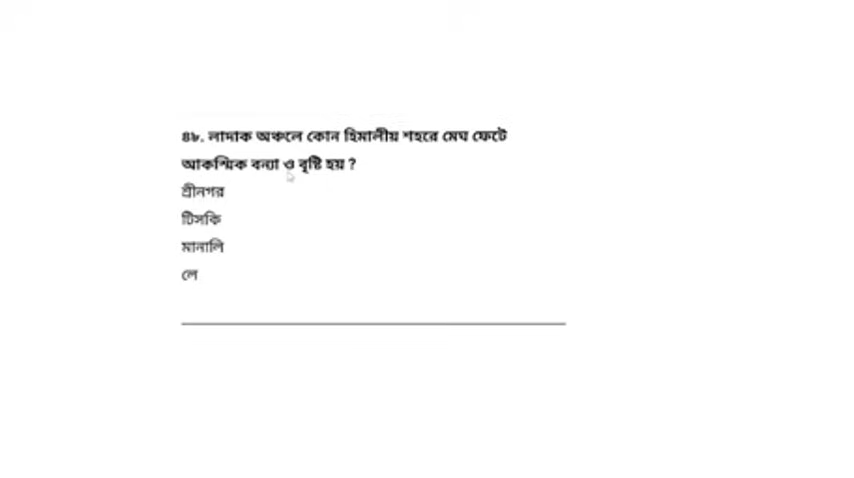 ৪৮. লাদাক অঞ্চলে কোন হিমালীয় শহরে মেঘ ফেটে
আকস্মিক বন্যা ও বৃষ্টি হয় ?
শ্রীনগর
টিসকি
মানালি
লে